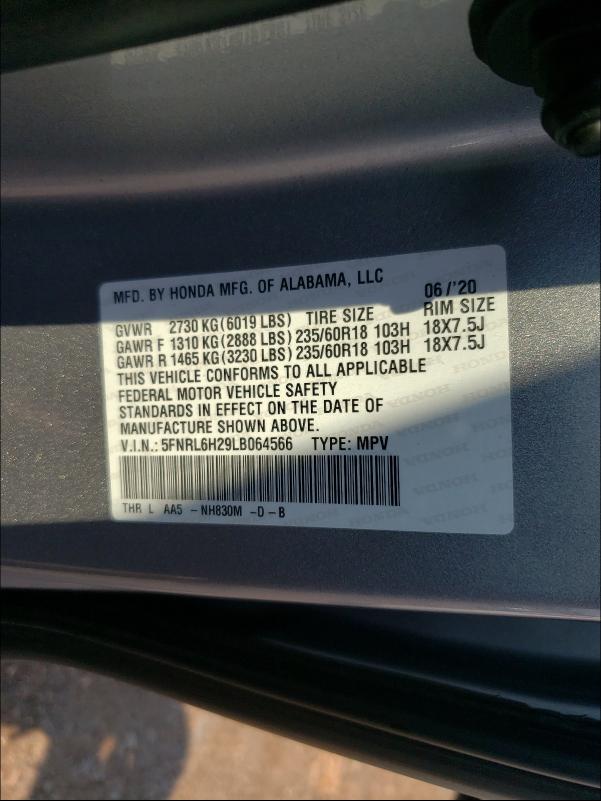 MFD. BY HONDA MFG. OF ALABAMA, LLC 06/'20
GVWR 2730 KG (6019 LBS) TIRE SIZE RIM SIZE
GAWR F 1310 KG (2888 LBS) 235/60R18 103H 18X7.5J
GAWR R 1465 KG (3230 LBS) 235/60R18 103H 18X7.5J
THIS VEHICLE CONFORMS TO ALL APPLICABLE
FEDERAL MOTOR VEHICLE SAFETY
STANDARDS IN EFFECT ON THE DATE OF
MANUFACTURE SHOWN ABOVE.
V.I.N.: 5FNRL6H29LB064566 TYPE: MPV
THR L AA5 -NH830M -D-B
HONDA HONDA HONDA